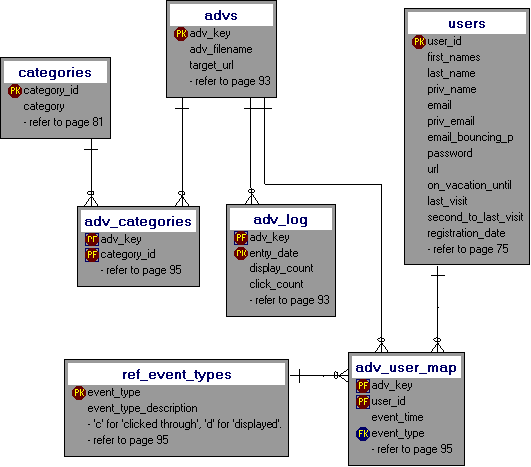 advs
PK adv_key
adv_filename
target_url
- refer to page 93
users
PK user_id
first_names
last_name
priv_name
email
priv_email
email_bouncing_p
password
url
on_vacation_until
last_visit
second_to_last_visit
registration_date
- refer to page 75
categories
PK category_id
category
- refer to page 81
adv_categories
PF adv_key
PF category_id
- refer to page 95
adv_log
PF adv_key
PK entry_date
display_count
click_count
- refer to page 93
ref_event_types
PK event_type
event_type_description
- 'c' for 'clicked through', 'd' for 'displayed'.
- refer to page 95
adv_user_map
PF adv_key
PF user_id
event_time
FK event_type
- refer to page 95